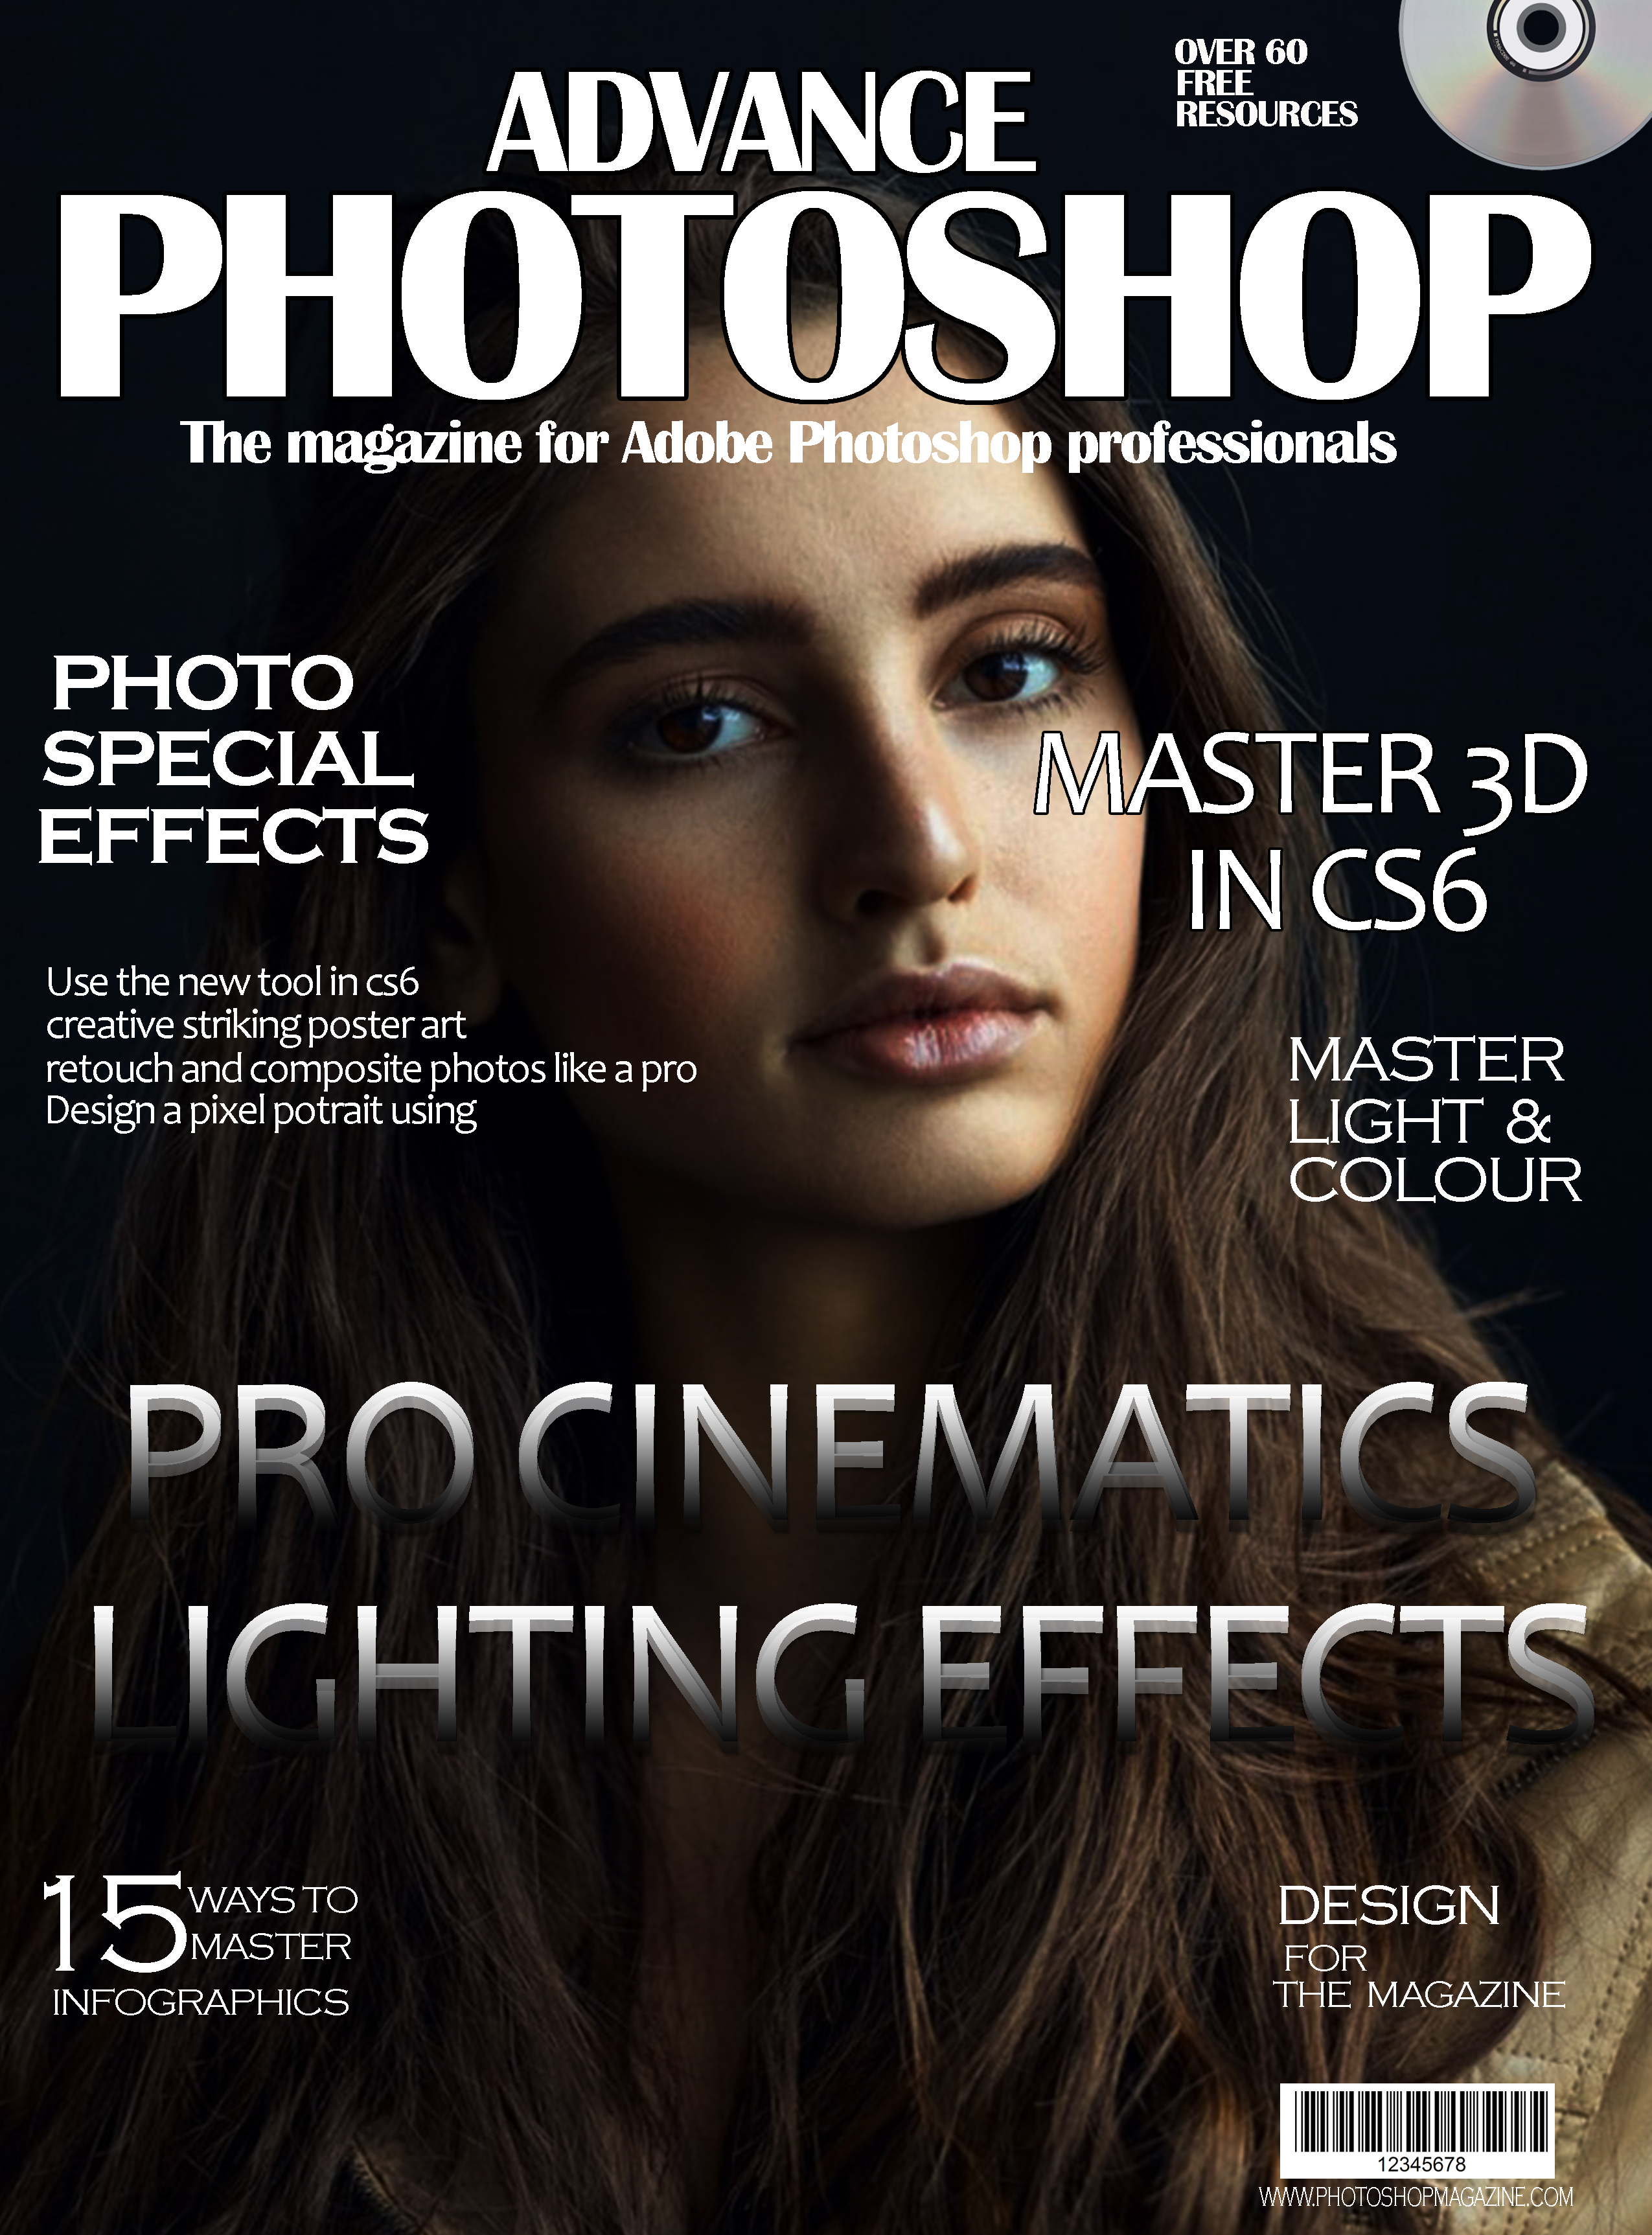 OVER 60
FREE
RESOURCES
ADVANCE
PHOTOSHOP
The magazine for Adobe Photoshop professionals
PHOTO
SPECIAL
EFFECTS
MASTER 3D
IN CS6
Use the new tool in cs6
creative striking poster art
retouch and composite photos like a pro
Design a pixel potrait using
MASTER
LIGHT &
COLOUR
PRO CINEMATICS
LIGHTING EFFECTS
15 WAYS TO
MASTER
INFOGRAPHICS
DESIGN
FOR
THE MAGAZINE
12345678
WWW.PHOTOSHOPMAGAZINE.COM